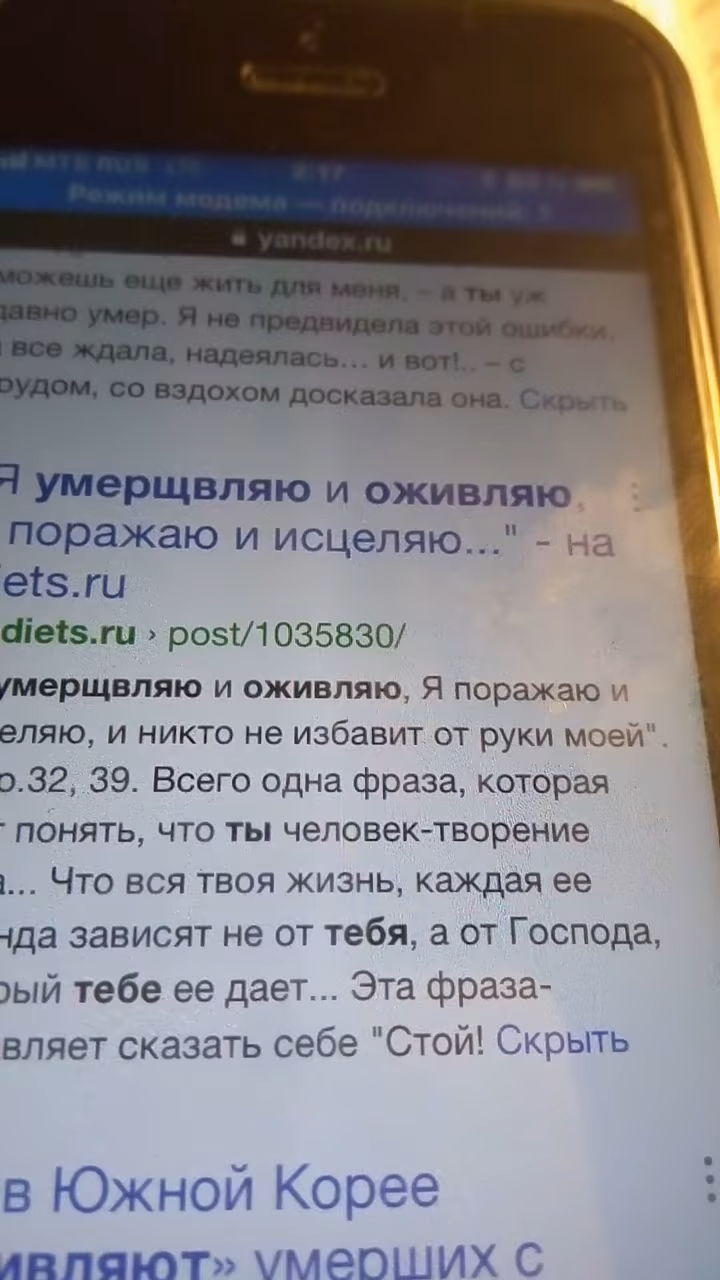 Режим модема — подключений: 1
yandex.ru
можешь еще жить для меня, – а ты уж
давно умер. Я не предвидела этой ошибки,
все ждала, надеялась... и вот!.. – с
рудом, со вздохом досказала она. Скрыть
Я умерщвляю и оживляю,
поражаю и исцеляю..." - на
iets.ru
diets.ru › post/1035830/
умерщвляю и оживляю, Я поражаю и
еляю, и никто не избавит от руки моей".
р.32, 39. Всего одна фраза, которая
т понять, что ты человек-творение
а... Что вся твоя жизнь, каждая ее
нда зависят не от тебя, а от Господа,
рый тебе ее дает... Эта фраза-
вляет сказать себе "Стой! Скрыть
в Южной Корее
ивляют» умерших с